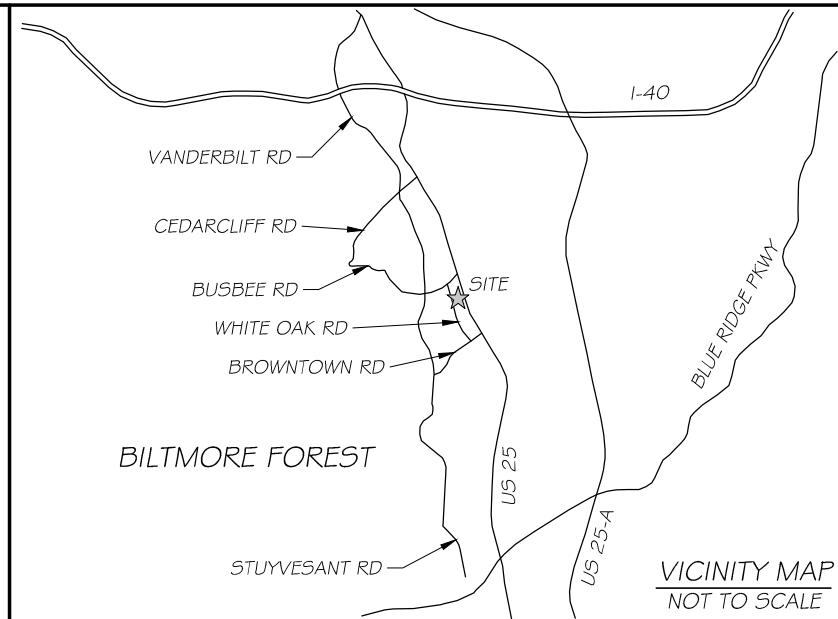 I-40
VANDERBILT RD
CEDARCLIFF RD
BUSBEE RD
SITE
WHITE OAK RD
BROWNTOWN RD
BLUE RIDGE PKWY
BILTMORE FOREST
US 25
US 25-A
STUYVESANT RD
VICINITY MAP
NOT TO SCALE